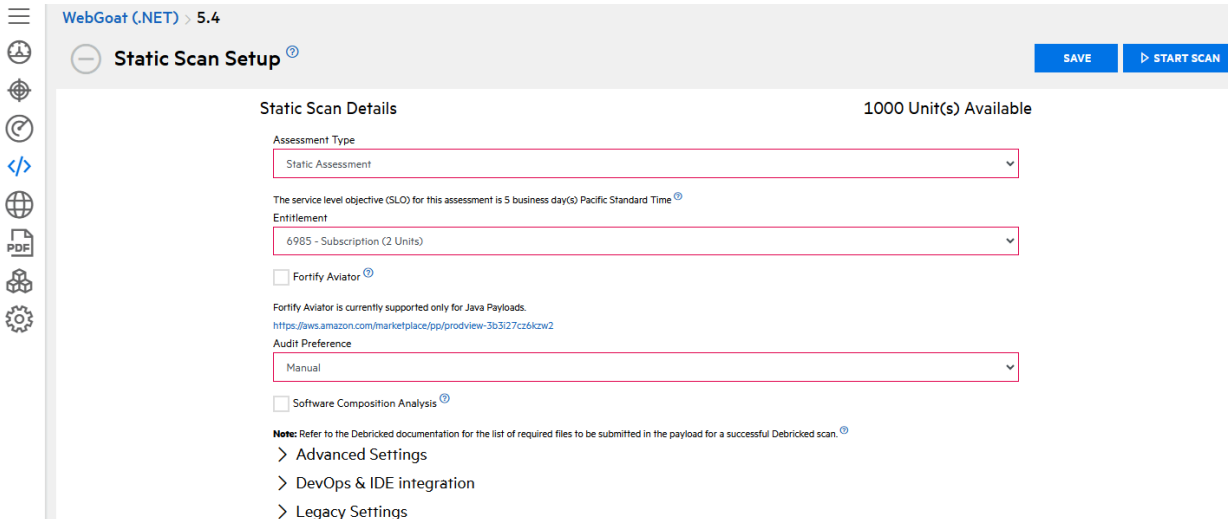 WebGoat (.NET) > 5.4
Static Scan Setup ?
SAVE
START SCAN
Static Scan Details
1000 Unit(s) Available
Assessment Type
Static Assessment
The service level objective (SLO) for this assessment is 5 business day(s) Pacific Standard Time ?
Entitlement
6985 - Subscription (2 Units)
Fortify Aviator ?
Fortify Aviator is currently supported only for Java Payloads.
https://aws.amazon.com/marketplace/pp/prodview-3b3i27cz6kzw2
Audit Preference
Manual
Software Composition Analysis ?
Note: Refer to the Debricked documentation for the list of required files to be submitted in the payload for a successful Debricked scan. ?
Advanced Settings
DevOps & IDE integration
Legacy Settings
PDF